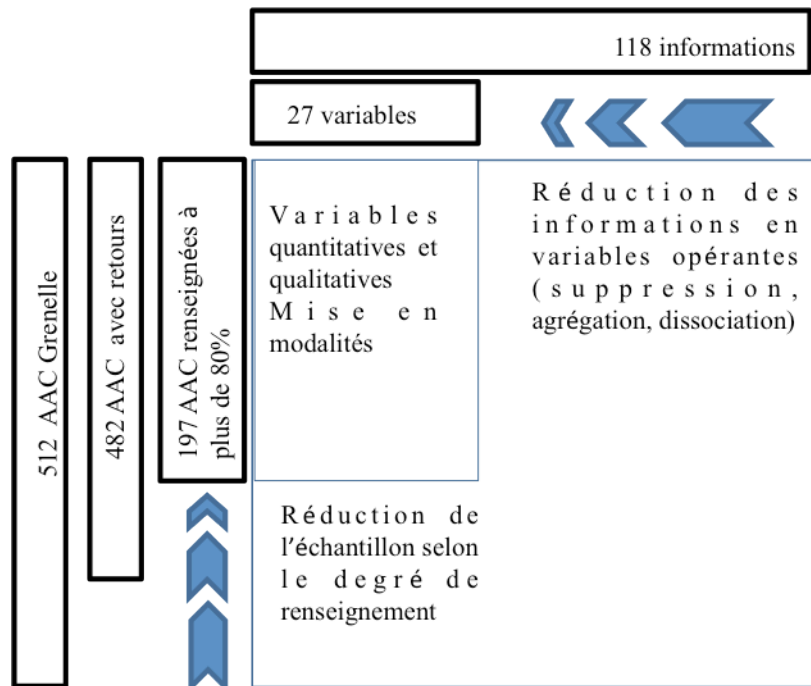 118 informations
27 variables
512 AAC Grenelle
482 AAC avec retours
197 AAC renseignées à
plus de 80%
Variables
quantitatives et
qualitatives
Mise en
modalités
Réduction des
informations en
variables opérantes
(suppression,
agrégation, dissociation)
Réduction de
l'échantillon selon
le degré de
renseignement